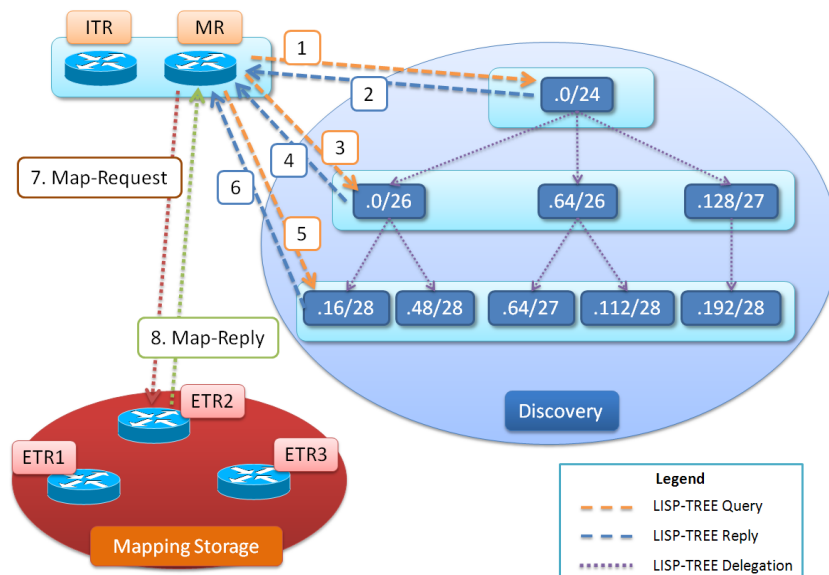 ITR
MR
1
2
.0/24
3
4
7. Map-Request
6
.0/26
.64/26
.128/27
5
.16/28
.48/28
.64/27
.112/28
.192/28
8. Map-Reply
ETR2
Discovery
ETR1
ETR3
Mapping Storage
Legend
LISP-TREE Query
LISP-TREE Reply
LISP-TREE Delegation